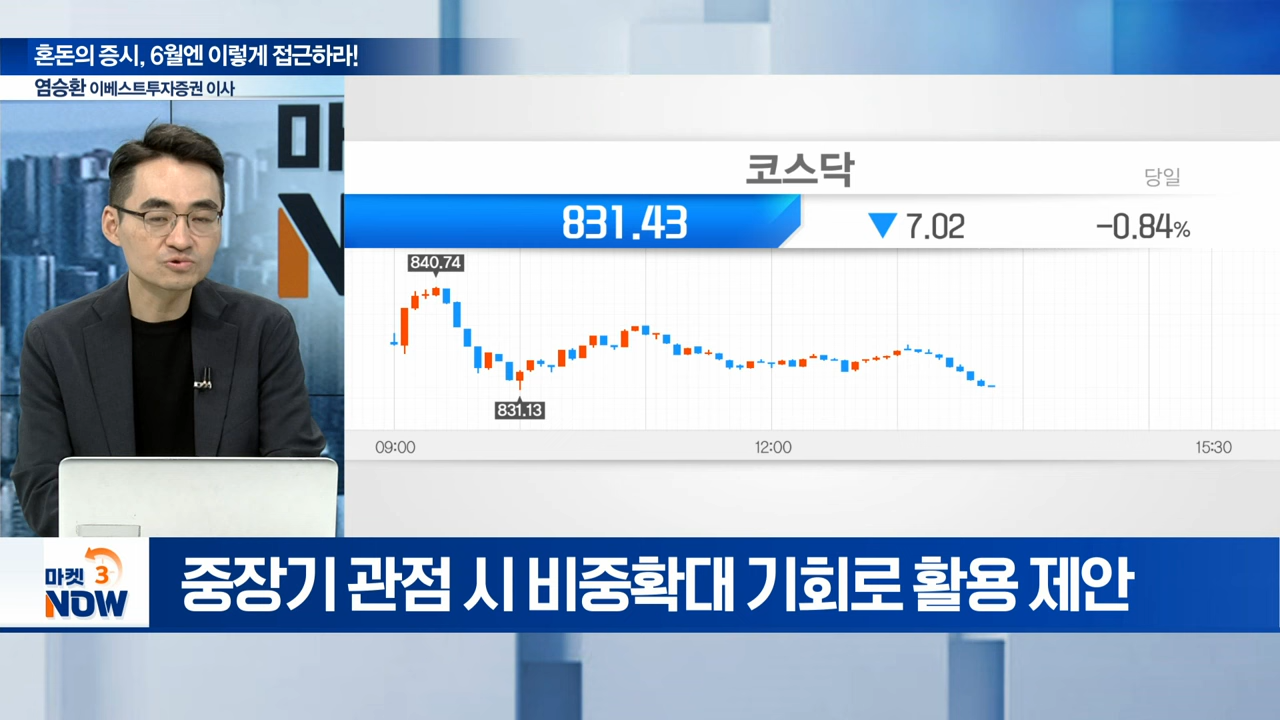 혼돈의 증시, 6월엔 이렇게 접근하라!
염승환 이베스트투자증권 이사
코스닥
당일
831.43 ▼ 7.02 -0.84%
840.74
831.13
09:00 12:00 15:30
마켓 3
NOW
중장기 관점 시 비중확대 기회로 활용 제안